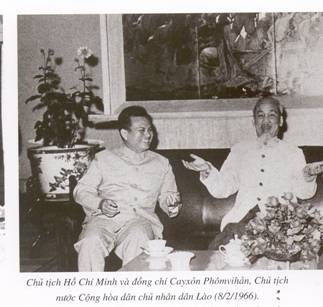 Chủ tịch Hồ Chí Minh và đồng chí Cayxỏn Phômvihản, Chủ tịch
nước Cộng hòa dân chủ nhân dân Lào (8/2/1966).